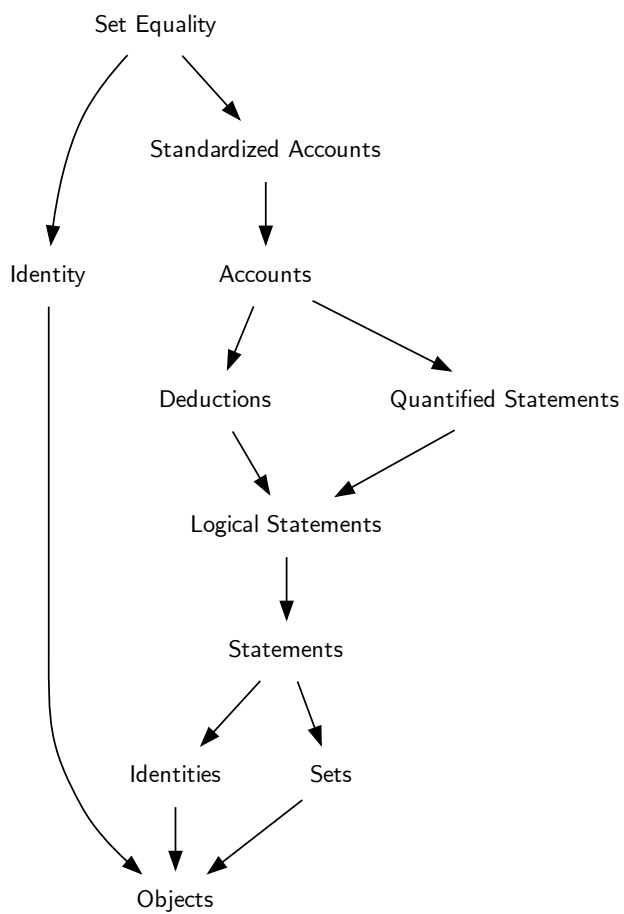 Set Equality
Standardized Accounts
Identity
Accounts
Deductions
Quantified Statements
Logical Statements
Statements
Identities
Sets
Objects